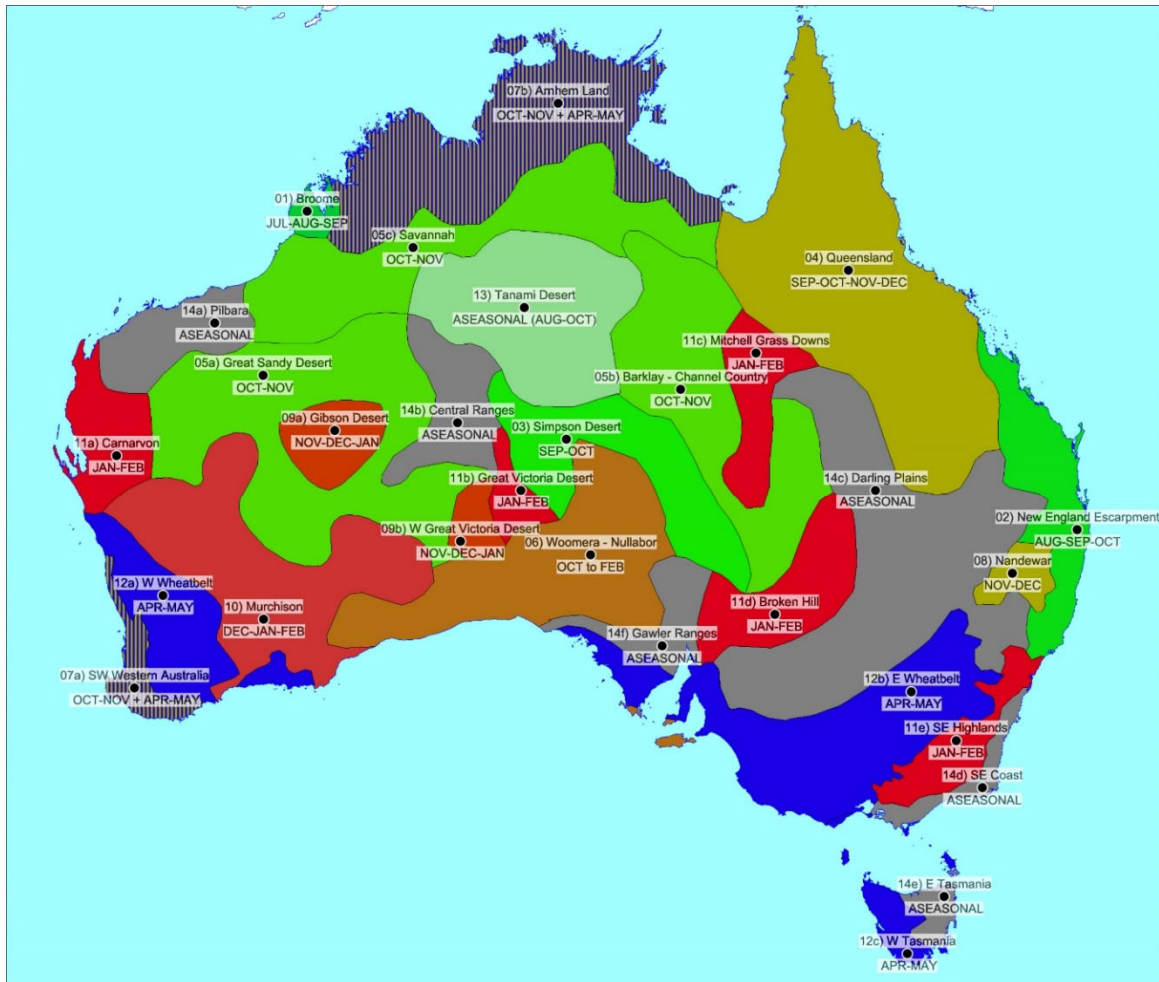 07b) Arnhem Land
OCT-NOV + APR-MAY
01) Broome
JUL-AUG-SEP
05c) Savannah
OCT-NOV
04) Queensland
SEP-OCT-NOV-DEC
13) Tanami Desert
ASEASONAL (AUG-OCT)
14a) Pilbara
ASEASONAL
11c) Mitchell Grass Downs
JAN-FEB
05a) Great Sandy Desert
OCT-NOV
05b) Barklay - Channel Country
OCT-NOV
09a) Gibson Desert
NOV-DEC-JAN
14b) Central Ranges
ASEASONAL
03) Simpson Desert
SEP-OCT
11a) Carnarvon
JAN-FEB
11b) Great Victoria Desert
JAN-FEB
14c) Darling Plains
ASEASONAL
09b) W Great Victoria Desert
NOV-DEC-JAN
06) Woomera - Nullabor
OCT to FEB
02) New England Escarpment
AUG-SEP-OCT
08) Nandewar
NOV-DEC
12a) W Wheatbelt
APR-MAY
10) Murchison
DEC-JAN-FEB
11d) Broken Hill
JAN-FEB
14f) Gawler Ranges
ASEASONAL
07a) SW Western Australia
OCT-NOV + APR-MAY
12b) E Wheatbelt
APR-MAY
11e) SE Highlands
JAN-FEB
14d) SE Coast
ASEASONAL
14e) E Tasmania
ASEASONAL
12c) W Tasmania
APR-MAY